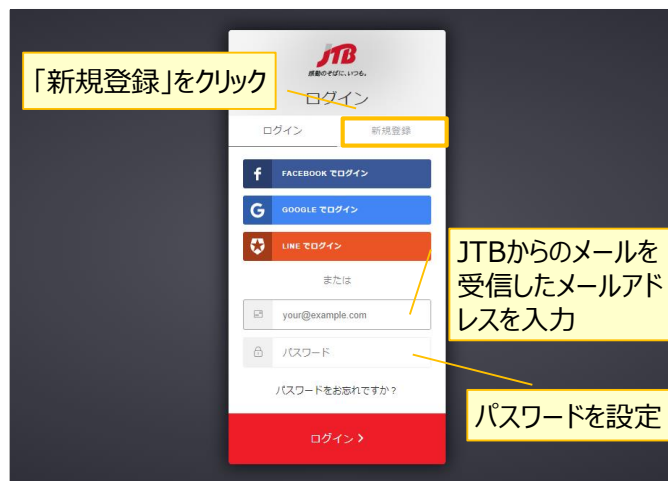 JTB
感動のそばに、いつも。
「新規登録」をクリック
ログイン
ログイン
新規登録
f
FACEBOOK でログイン
G
GOOGLE でログイン
LINE でログイン
または
your@example.com
パスワード
パスワードをお忘れですか?
ログイン >
JTBからのメールを
受信したメールアド
レスを入力
パスワードを設定